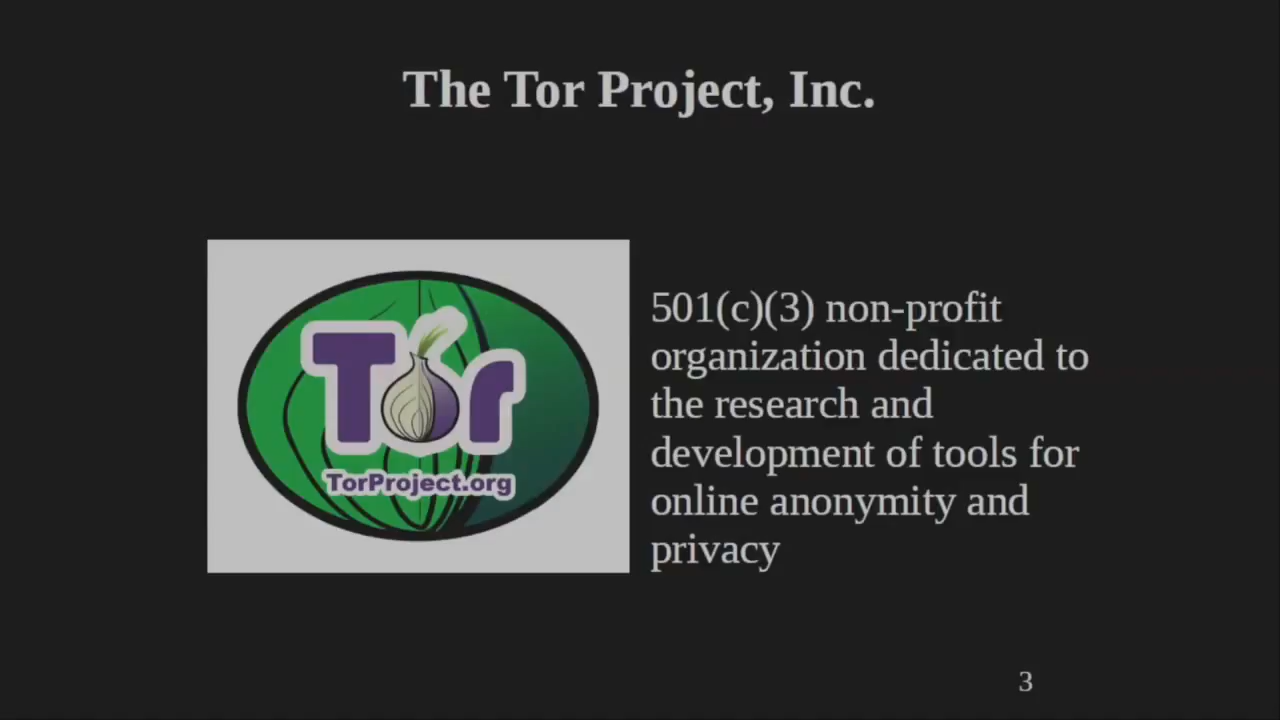 The Tor Project, Inc.
Tor
TorProject.org
501(c)(3) non-profit
organization dedicated to
the research and
development of tools for
online anonymity and
privacy
3